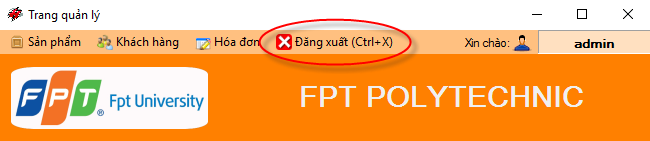 Trang quản lý
Sản phẩm Khách hàng Hóa đơn Đăng xuất (Ctrl+X) Xin chào: admin
FPT Fpt University FPT POLYTECHNIC